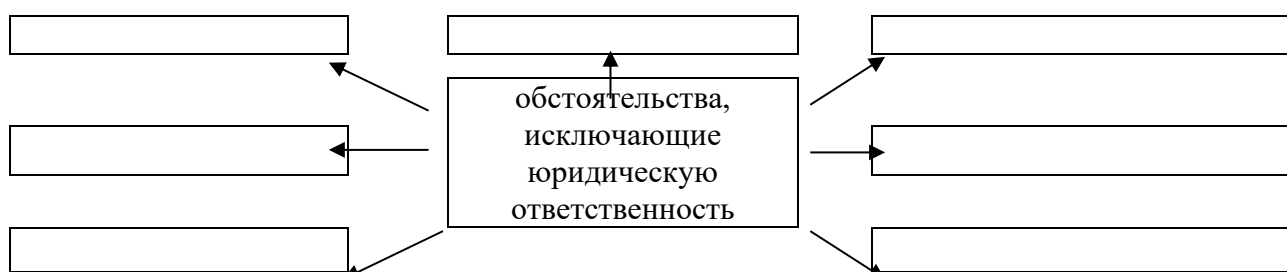 обстоятельства,
исключающие
юридическую
ответственность